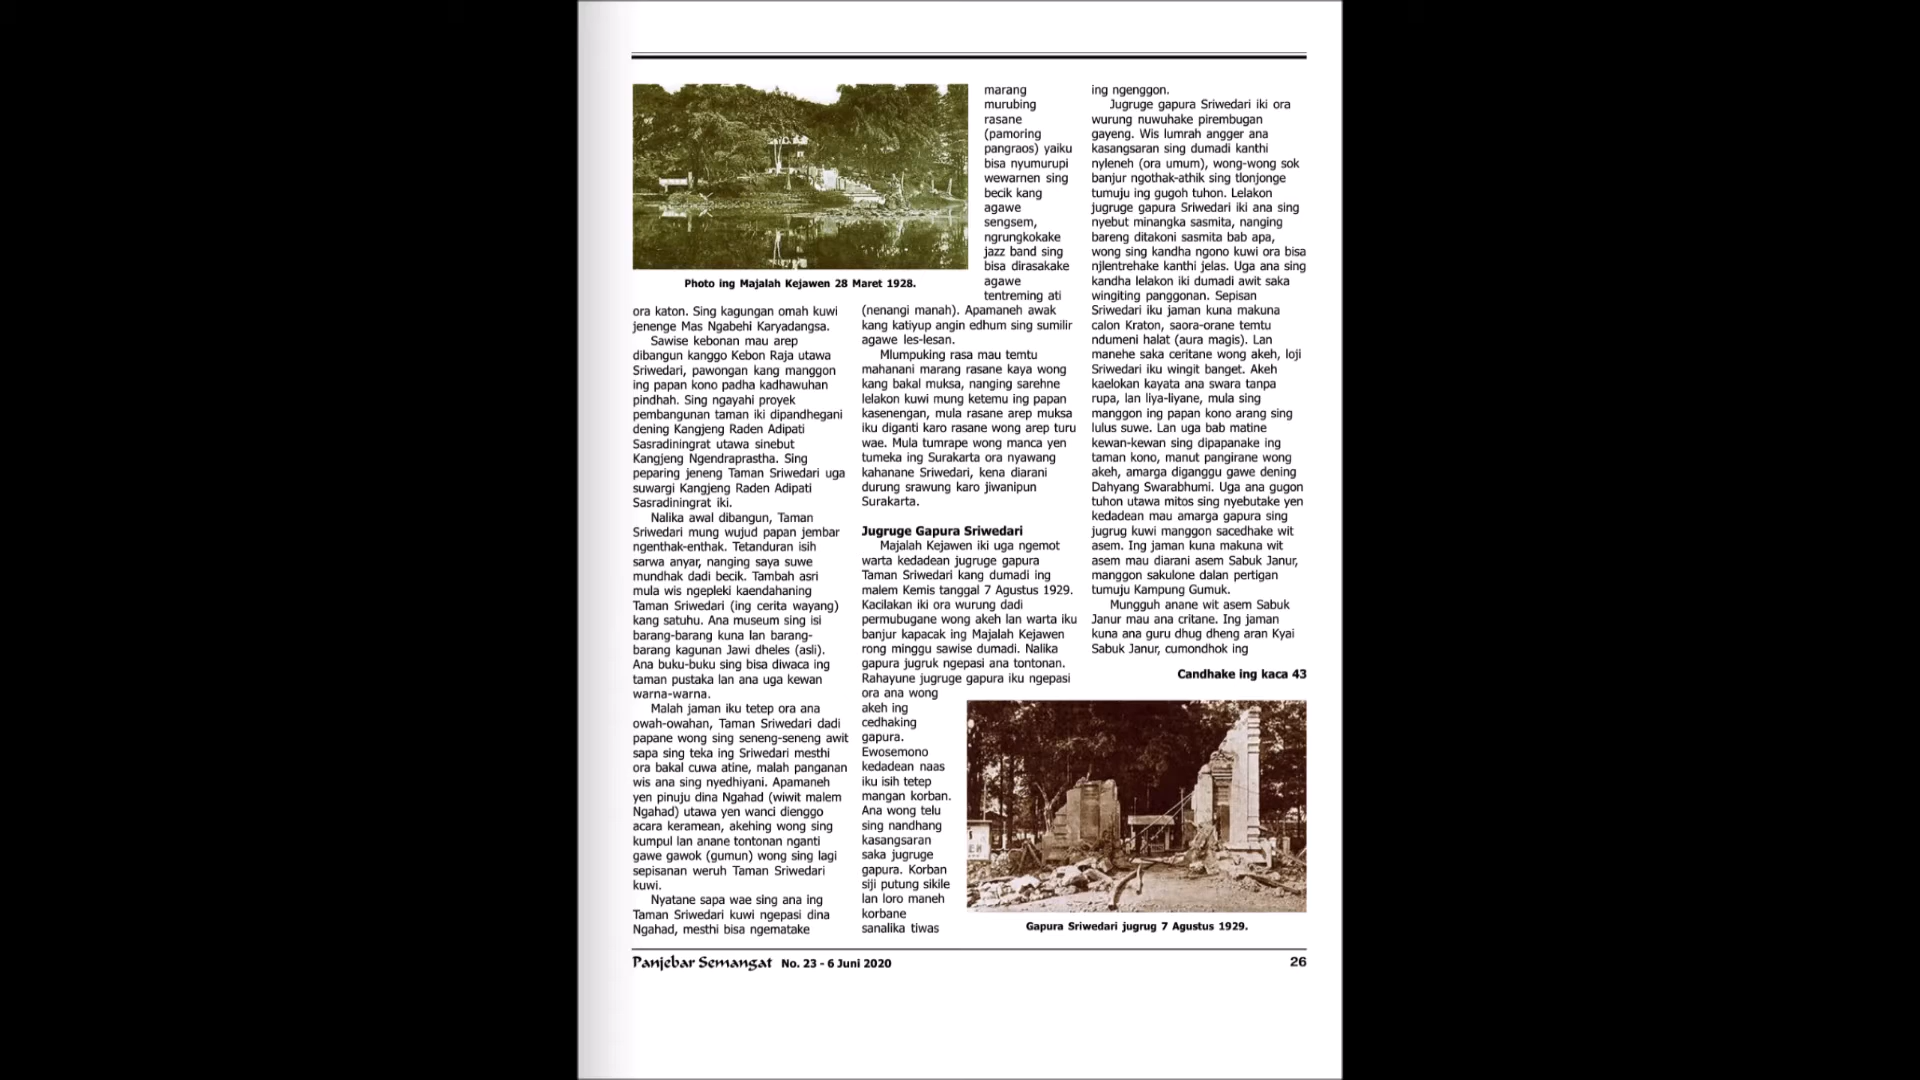 Photo ing Majalah Kejawen 28 Maret 1928.
ora katon. Sing kagungan omah kuwi
jenenge Mas Ngabehi Karyadangsa.
Sawise kebonan mau arep
dibangun kanggo Kebon Raja utawa
Sriwedari, pawongan kang manggon
ing papan kono padha kadhawuhan
pindhah. Sing ngayahi proyek
pembangunan taman iki dipandhegani
dening Kangjeng Raden Adipati
Sasradiningrat utawa sinebut
Kangjeng Ngendraprastha. Sing
peparing jeneng Taman Sriwedari uga
suwargi Kangjeng Raden Adipati
Sasradiningrat iki.
Nalika awal dibangun, Taman
Sriwedari mung wujud papan jembar
ngenthak-enthak. Tetanduran isih
sarwa anyar, nanging saya suwe
mundhak dadi becik. Tambah asri
mula wis ngepleki kaendahaning
Taman Sriwedari (ing cerita wayang)
kang satuhu. Ana museum sing isi
barang-barang kuna lan barang-
barang kagunan Jawi dheles (asli).
Ana buku-buku sing bisa diwaca ing
taman pustaka lan ana uga kewan
warna-warna.
Malah jaman iku tetep ora ana
owah-owahan, Taman Sriwedari dadi
papane wong sing seneng-seneng awit
sapa sing teka ing Sriwedari mesthi
ora bakal cuwa atine, malah panganan
wis ana sing nyedhiyani. Apamaneh
yen pinuju dina Ngahad (wiwit malem
Ngahad) utawa yen wanci dienggo
acara keramean, akehing wong sing
kumpul lan anane tontonan nganti
gawe gawok (gumun) wong sing lagi
sepisanan weruh Taman Sriwedari
kuwi.
Nyatane sapa wae sing ana ing
Taman Sriwedari kuwi ngepasi dina
Ngahad, mesthi bisa ngematake
marang
murubing
rasane
(pamoring
pangraos) yaiku
bisa nyumurupi
wewarnen sing
becik kang
agawe
sengsem,
ngrungkokake
jazz band sing
bisa dirasakake
agawe
tentreming ati
(nenangi manah). Apamaneh awak
kang katiyup angin edhum sing sumilir
agawe les-lesan.
Mlumpuking rasa mau temtu
mahanani marang rasane kaya wong
kang bakal muksa, nanging sarehne
lelakon kuwi mung ketemu ing papan
kasenengan, mula rasane arep muksa
iku diganti karo rasane wong arep turu
wae. Mula tumrape wong manca yen
tumeka ing Surakarta ora nyawang
kahanane Sriwedari, kena diarani
durung srawung karo jiwanipun
Surakarta.
Jugruge Gapura Sriwedari
Majalah Kejawen iki uga ngemot
warta kedadean jugruge gapura
Taman Sriwedari kang dumadi ing
malem Kemis tanggal 7 Agustus 1929.
Kacilakan iki ora wurung dadi
permubugane wong akeh lan warta iku
banjur kapacak ing Majalah Kejawen
rong minggu sawise dumadi. Nalika
gapura jugruk ngepasi ana tontonan.
Rahayune jugruge gapura iku ngepasi
ora ana wong
akeh ing
cedhaking
gapura.
Ewosemono
kedadean naas
iku isih tetep
mangan korban.
Ana wong telu
sing nandhang
kasangsaran
saka jugruge
gapura. Korban
siji putung sikile
lan loro maneh
korbane
sanalika tiwas
ing ngenggon.
Jugruge gapura Sriwedari iki ora
wurung nuwuhake pirembugan
gayeng. Wis lumrah angger ana
kasangsaran sing dumadi kanthi
nyleneh (ora umum), wong-wong sok
banjur ngothak-athik sing tlonjonge
tumuju ing gugoh tuhon. Lelakon
jugruge gapura Sriwedari iki ana sing
nyebut minangka sasmita, nanging
bareng ditakoni sasmita bab apa,
wong sing kandha ngono kuwi ora bisa
njlentrehake kanthi jelas. Uga ana sing
kandha lelakon iki dumadi awit saka
wingiting panggonan. Sepisan
Sriwedari iku jaman kuna makuna
calon Kraton, saora-orane temtu
ndumeni halat (aura magis). Lan
manehe saka ceritane wong akeh, loji
Sriwedari iku wingit banget. Akeh
kaelokan kayata ana swara tanpa
rupa, lan liya-liyane, mula sing
manggon ing papan kono arang sing
lulus suwe. Lan uga bab matine
kewan-kewan sing dipapanake ing
taman kono, manut pangirane wong
akeh, amarga diganggu gawe dening
Dahyang Swarabhumi. Uga ana gugon
tuhon utawa mitos sing nyebutake yen
kedadean mau amarga gapura sing
jugrug kuwi manggon sacedhake wit
asem. Ing jaman kuna makuna wit
asem mau diarani asem Sabuk Janur,
manggon sakulone dalan pertigan
tumuju Kampung Gumuk.
Mungguh anane wit asem Sabuk
Janur mau ana critane. Ing jaman
kuna ana guru dhug dheng aran Kyai
Sabuk Janur, cumondhok ing
Candhake ing kaca 43
Gapura Sriwedari jugrug 7 Agustus 1929.
Panjebar Semangat No. 23 - 6 Juni 2020
26